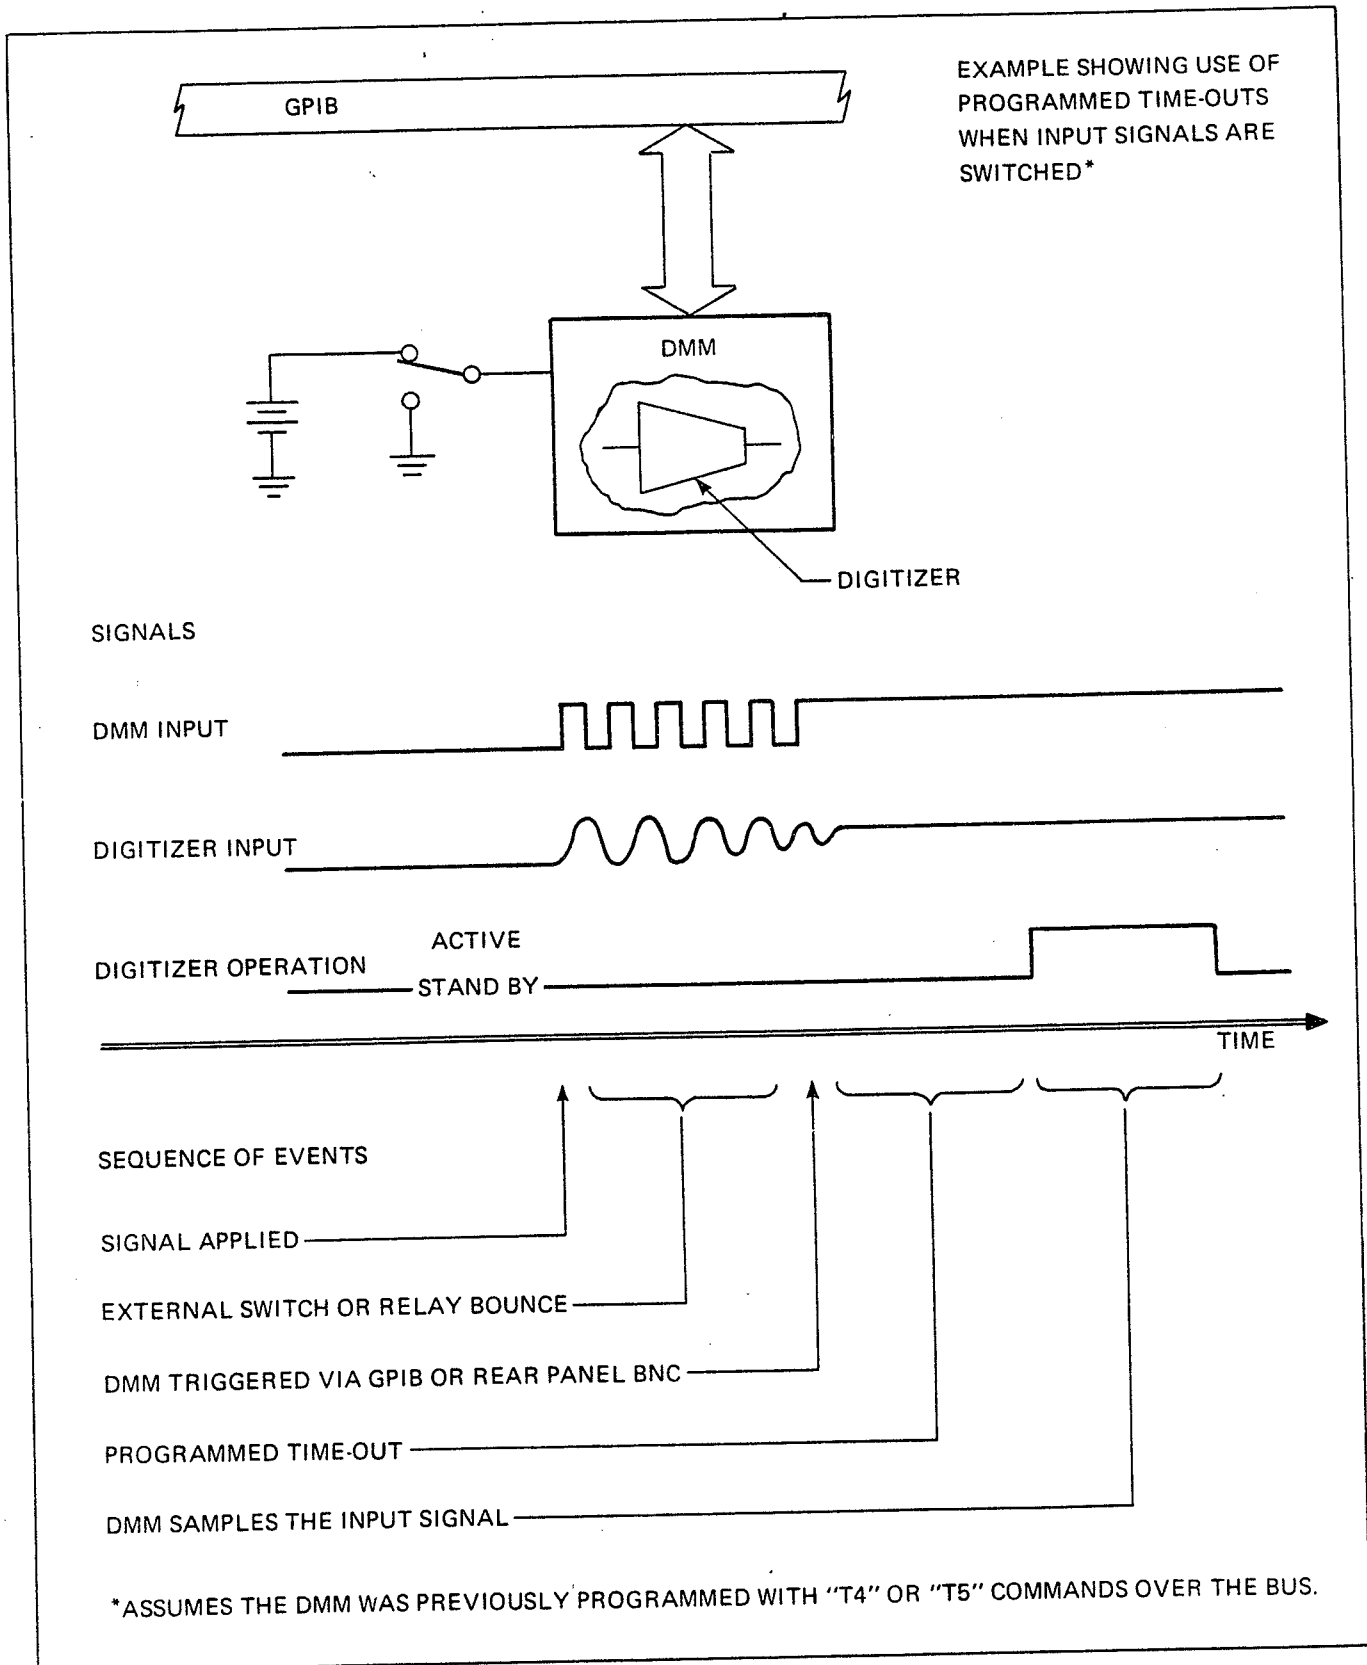 EXAMPLE SHOWING USE OF
PROGRAMMED TIME-OUTS
WHEN INPUT SIGNALS ARE
SWITCHED*
GPIB
DMM
DIGITIZER
SIGNALS
DMM INPUT
DIGITIZER INPUT
ACTIVE
DIGITIZER OPERATION
STAND BY
TIME
SEQUENCE OF EVENTS
SIGNAL APPLIED
EXTERNAL SWITCH OR RELAY BOUNCE
DMM TRIGGERED VIA GPIB OR REAR PANEL BNC
PROGRAMMED TIME-OUT
DMM SAMPLES THE INPUT SIGNAL
*ASSUMES THE DMM WAS PREVIOUSLY PROGRAMMED WITH "T4" OR "T5" COMMANDS OVER THE BUS.